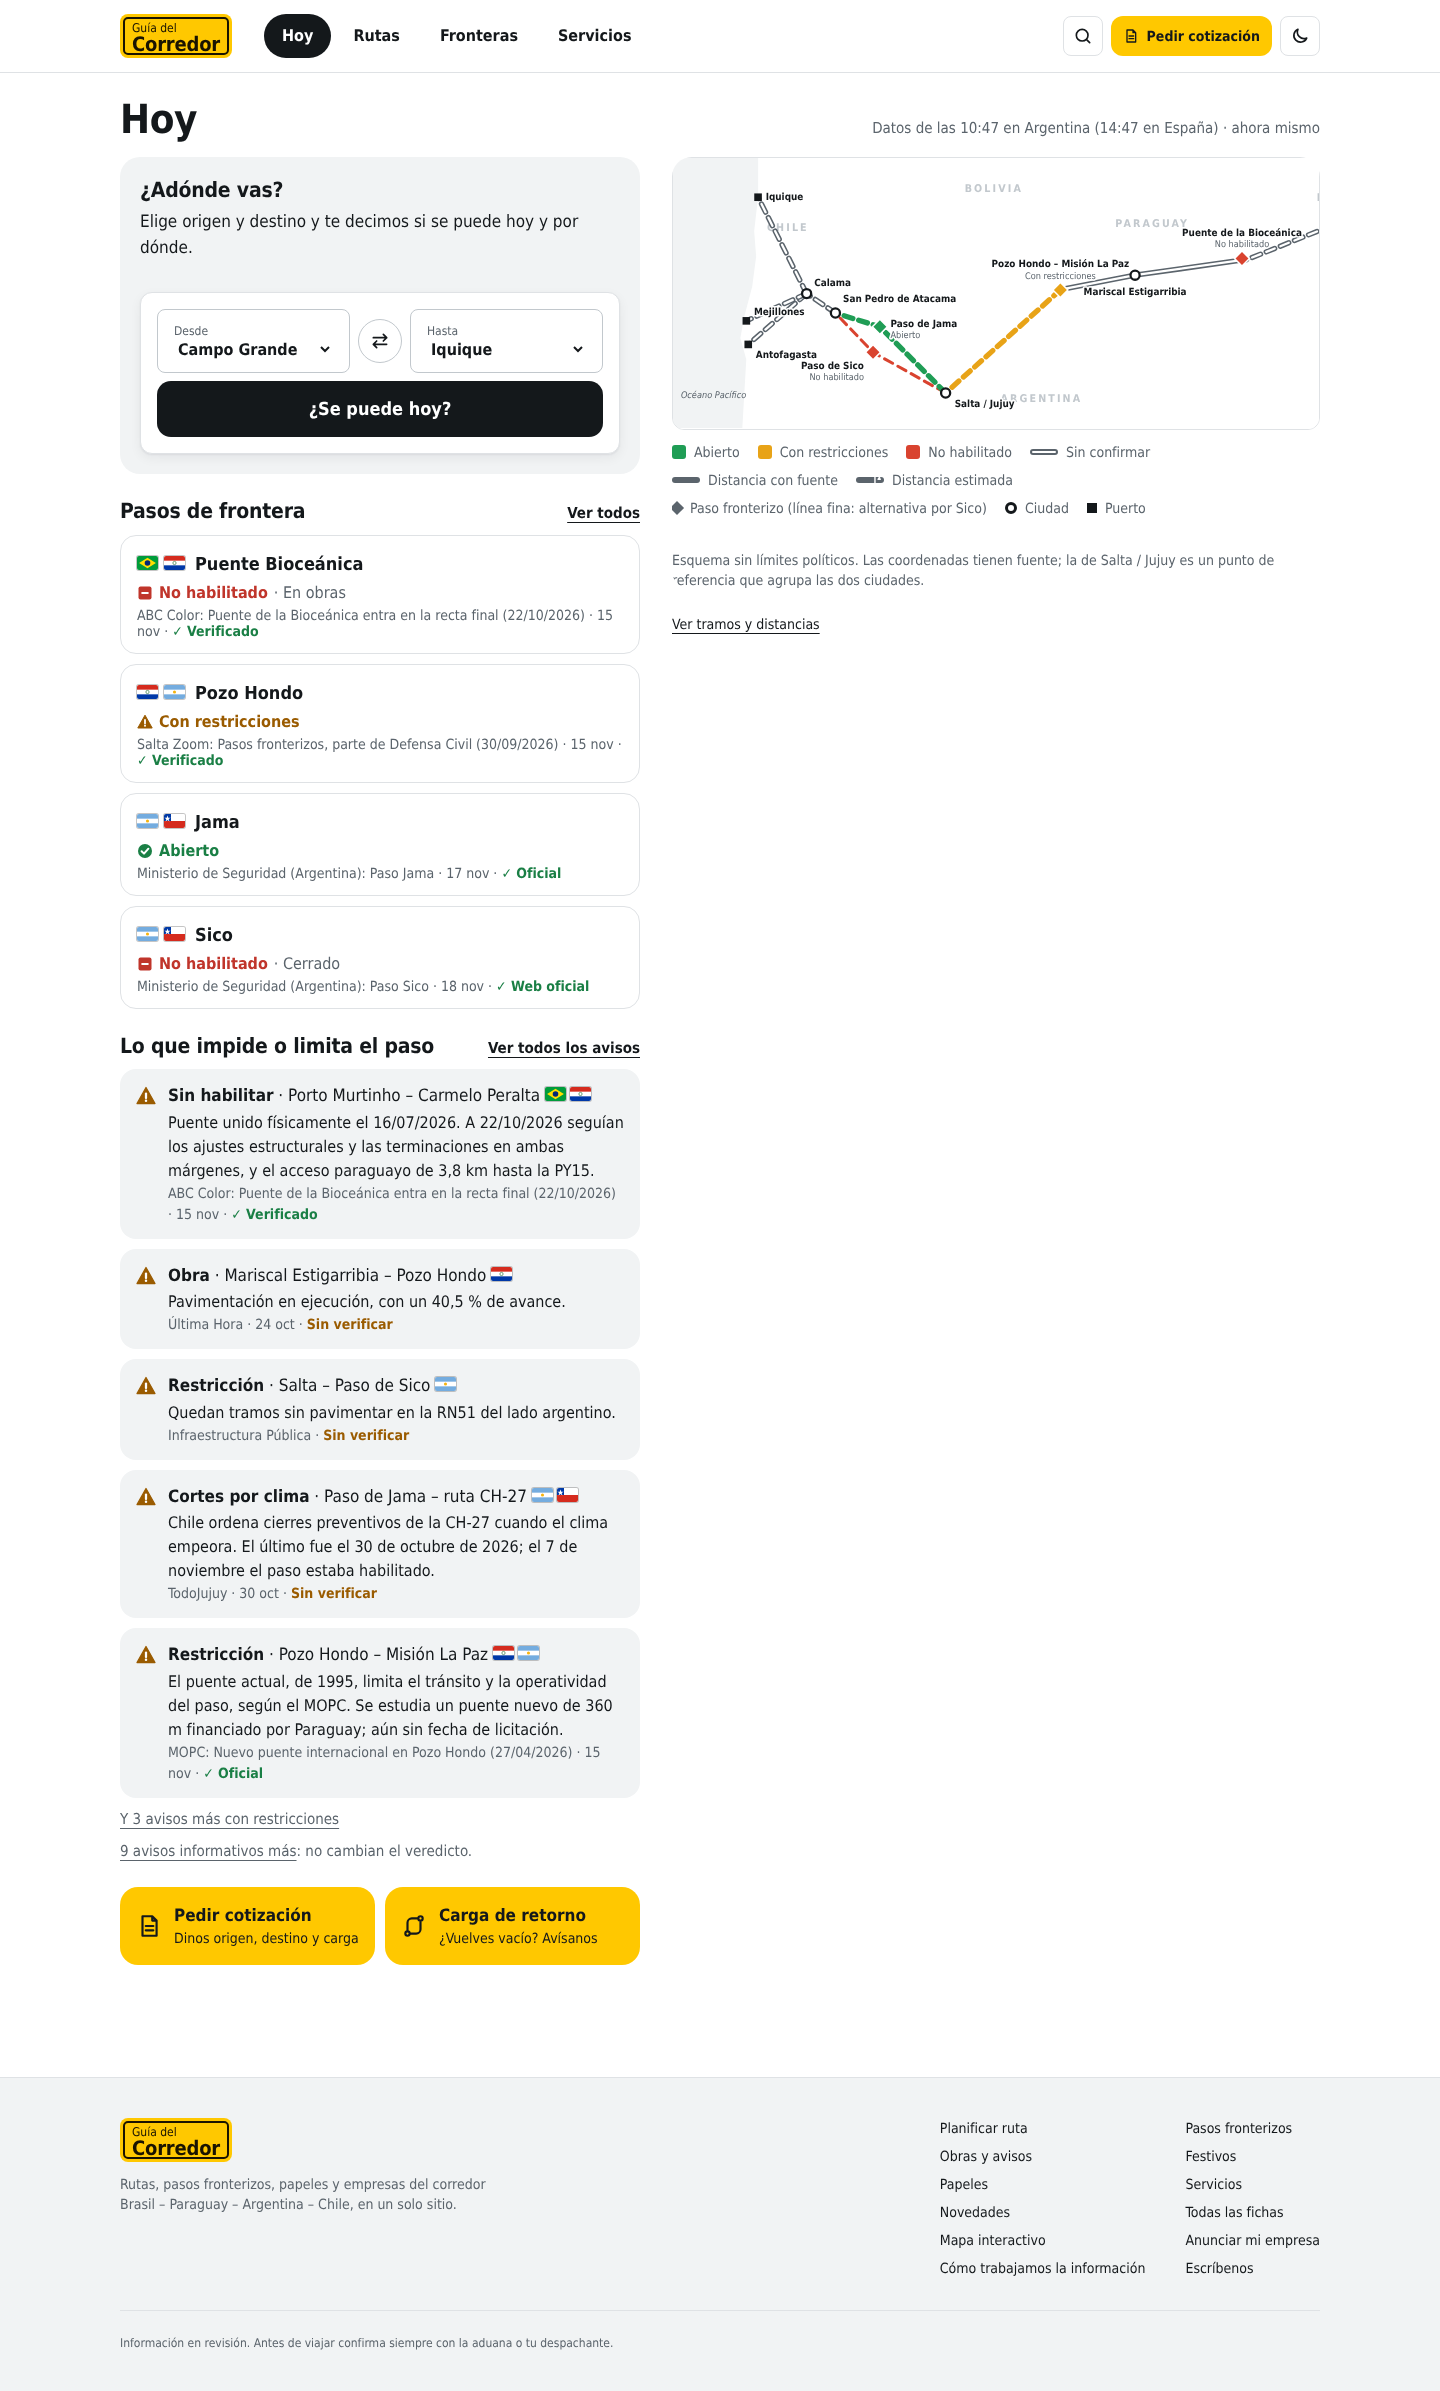 Guía del
Corredor
Hoy
Rutas
Fronteras
Servicios
Pedir cotización
Hoy
Datos de las 10:47 en Argentina (14:47 en España) · ahora mismo
¿Adónde vas?
Elige origen y destino y te decimos si se puede hoy y por
dónde.
Desde
Campo Grande
Hasta
Iquique
¿Se puede hoy?
BOLIVIA
Iquique
CHILE
PARAGUAY
Puente de la Bioceánica
No habilitado
Pozo Hondo – Misión La Paz
Con restricciones
Mariscal Estigarribia
Calama
San Pedro de Atacama
Mejillones
Paso de Jama
Abierto
Antofagasta
Paso de Sico
No habilitado
Océano Pacífico
Salta / Jujuy
ARGENTINA
Abierto
Con restricciones
No habilitado
Sin confirmar
Distancia con fuente
Distancia estimada
Paso fronterizo (línea fina: alternativa por Sico)
Ciudad
Puerto
Esquema sin límites políticos. Las coordenadas tienen fuente; la de Salta / Jujuy es un punto de
referencia que agrupa las dos ciudades.
Ver tramos y distancias
Pasos de frontera
Ver todos
Puente Bioceánica
No habilitado · En obras
ABC Color: Puente de la Bioceánica entra en la recta final (22/10/2026) · 15
nov · ✓ Verificado
Pozo Hondo
Con restricciones
Salta Zoom: Pasos fronterizos, parte de Defensa Civil (30/09/2026) · 15 nov ·
✓ Verificado
Jama
Abierto
Ministerio de Seguridad (Argentina): Paso Jama · 17 nov · ✓ Oficial
Sico
No habilitado · Cerrado
Ministerio de Seguridad (Argentina): Paso Sico · 18 nov · ✓ Web oficial
Lo que impide o limita el paso
Ver todos los avisos
Sin habilitar · Porto Murtinho – Carmelo Peralta
Puente unido físicamente el 16/07/2026. A 22/10/2026 seguían
los ajustes estructurales y las terminaciones en ambas
márgenes, y el acceso paraguayo de 3,8 km hasta la PY15.
ABC Color: Puente de la Bioceánica entra en la recta final (22/10/2026)
· 15 nov · ✓ Verificado
Obra · Mariscal Estigarribia – Pozo Hondo
Pavimentación en ejecución, con un 40,5 % de avance.
Última Hora · 24 oct · Sin verificar
Restricción · Salta – Paso de Sico
Quedan tramos sin pavimentar en la RN51 del lado argentino.
Infraestructura Pública · Sin verificar
Cortes por clima · Paso de Jama – ruta CH-27
Chile ordena cierres preventivos de la CH-27 cuando el clima
empeora. El último fue el 30 de octubre de 2026; el 7 de
noviembre el paso estaba habilitado.
TodoJujuy · 30 oct · Sin verificar
Restricción · Pozo Hondo – Misión La Paz
El puente actual, de 1995, limita el tránsito y la operatividad
del paso, según el MOPC. Se estudia un puente nuevo de 360
m financiado por Paraguay; aún sin fecha de licitación.
MOPC: Nuevo puente internacional en Pozo Hondo (27/04/2026) · 15
nov · ✓ Oficial
Y 3 avisos más con restricciones
9 avisos informativos más: no cambian el veredicto.
Pedir cotización
Dinos origen, destino y carga
Carga de retorno
¿Vuelves vacío? Avísanos
Guía del
Corredor
Rutas, pasos fronterizos, papeles y empresas del corredor
Brasil – Paraguay – Argentina – Chile, en un solo sitio.
Planificar ruta
Obras y avisos
Papeles
Novedades
Mapa interactivo
Cómo trabajamos la información
Pasos fronterizos
Festivos
Servicios
Todas las fichas
Anunciar mi empresa
Escríbenos
Información en revisión. Antes de viajar confirma siempre con la aduana o tu despachante.